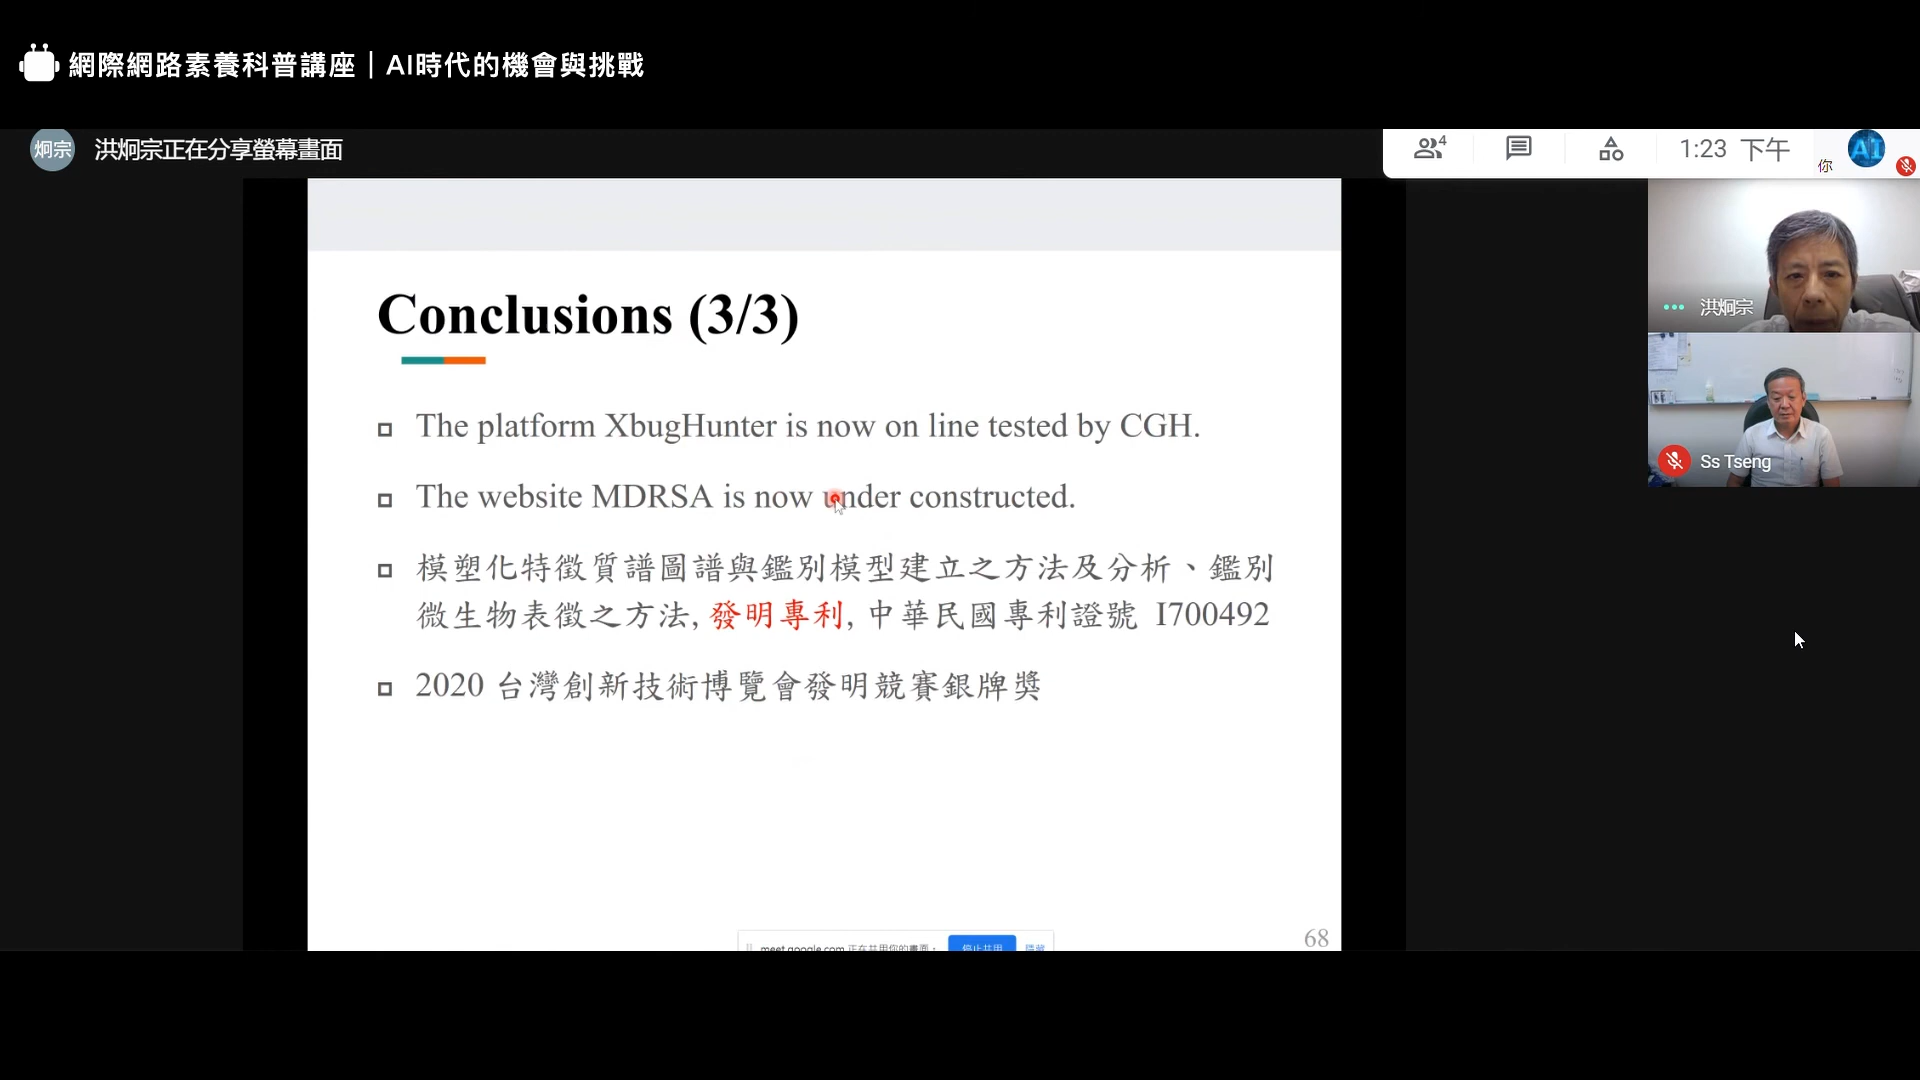 網際網路素養科普講座｜AI時代的機會與挑戰
炯宗 洪炯宗正在分享螢幕畫面
4
1:23 下午
你
AI
Conclusions (3/3)
The platform XbugHunter is now on line tested by CGH.
The website MDRSA is now under constructed.
模塑化特徵質譜圖譜與鑑別模型建立之方法及分析、鑑別
微生物表徵之方法, 發明專利, 中華民國專利證號 I700492
2020 台灣創新技術博覽會發明競賽銀牌獎
洪炯宗
Ss Tseng
meet.google.com 正在共用你的畫面。 停止共用 隱藏
68